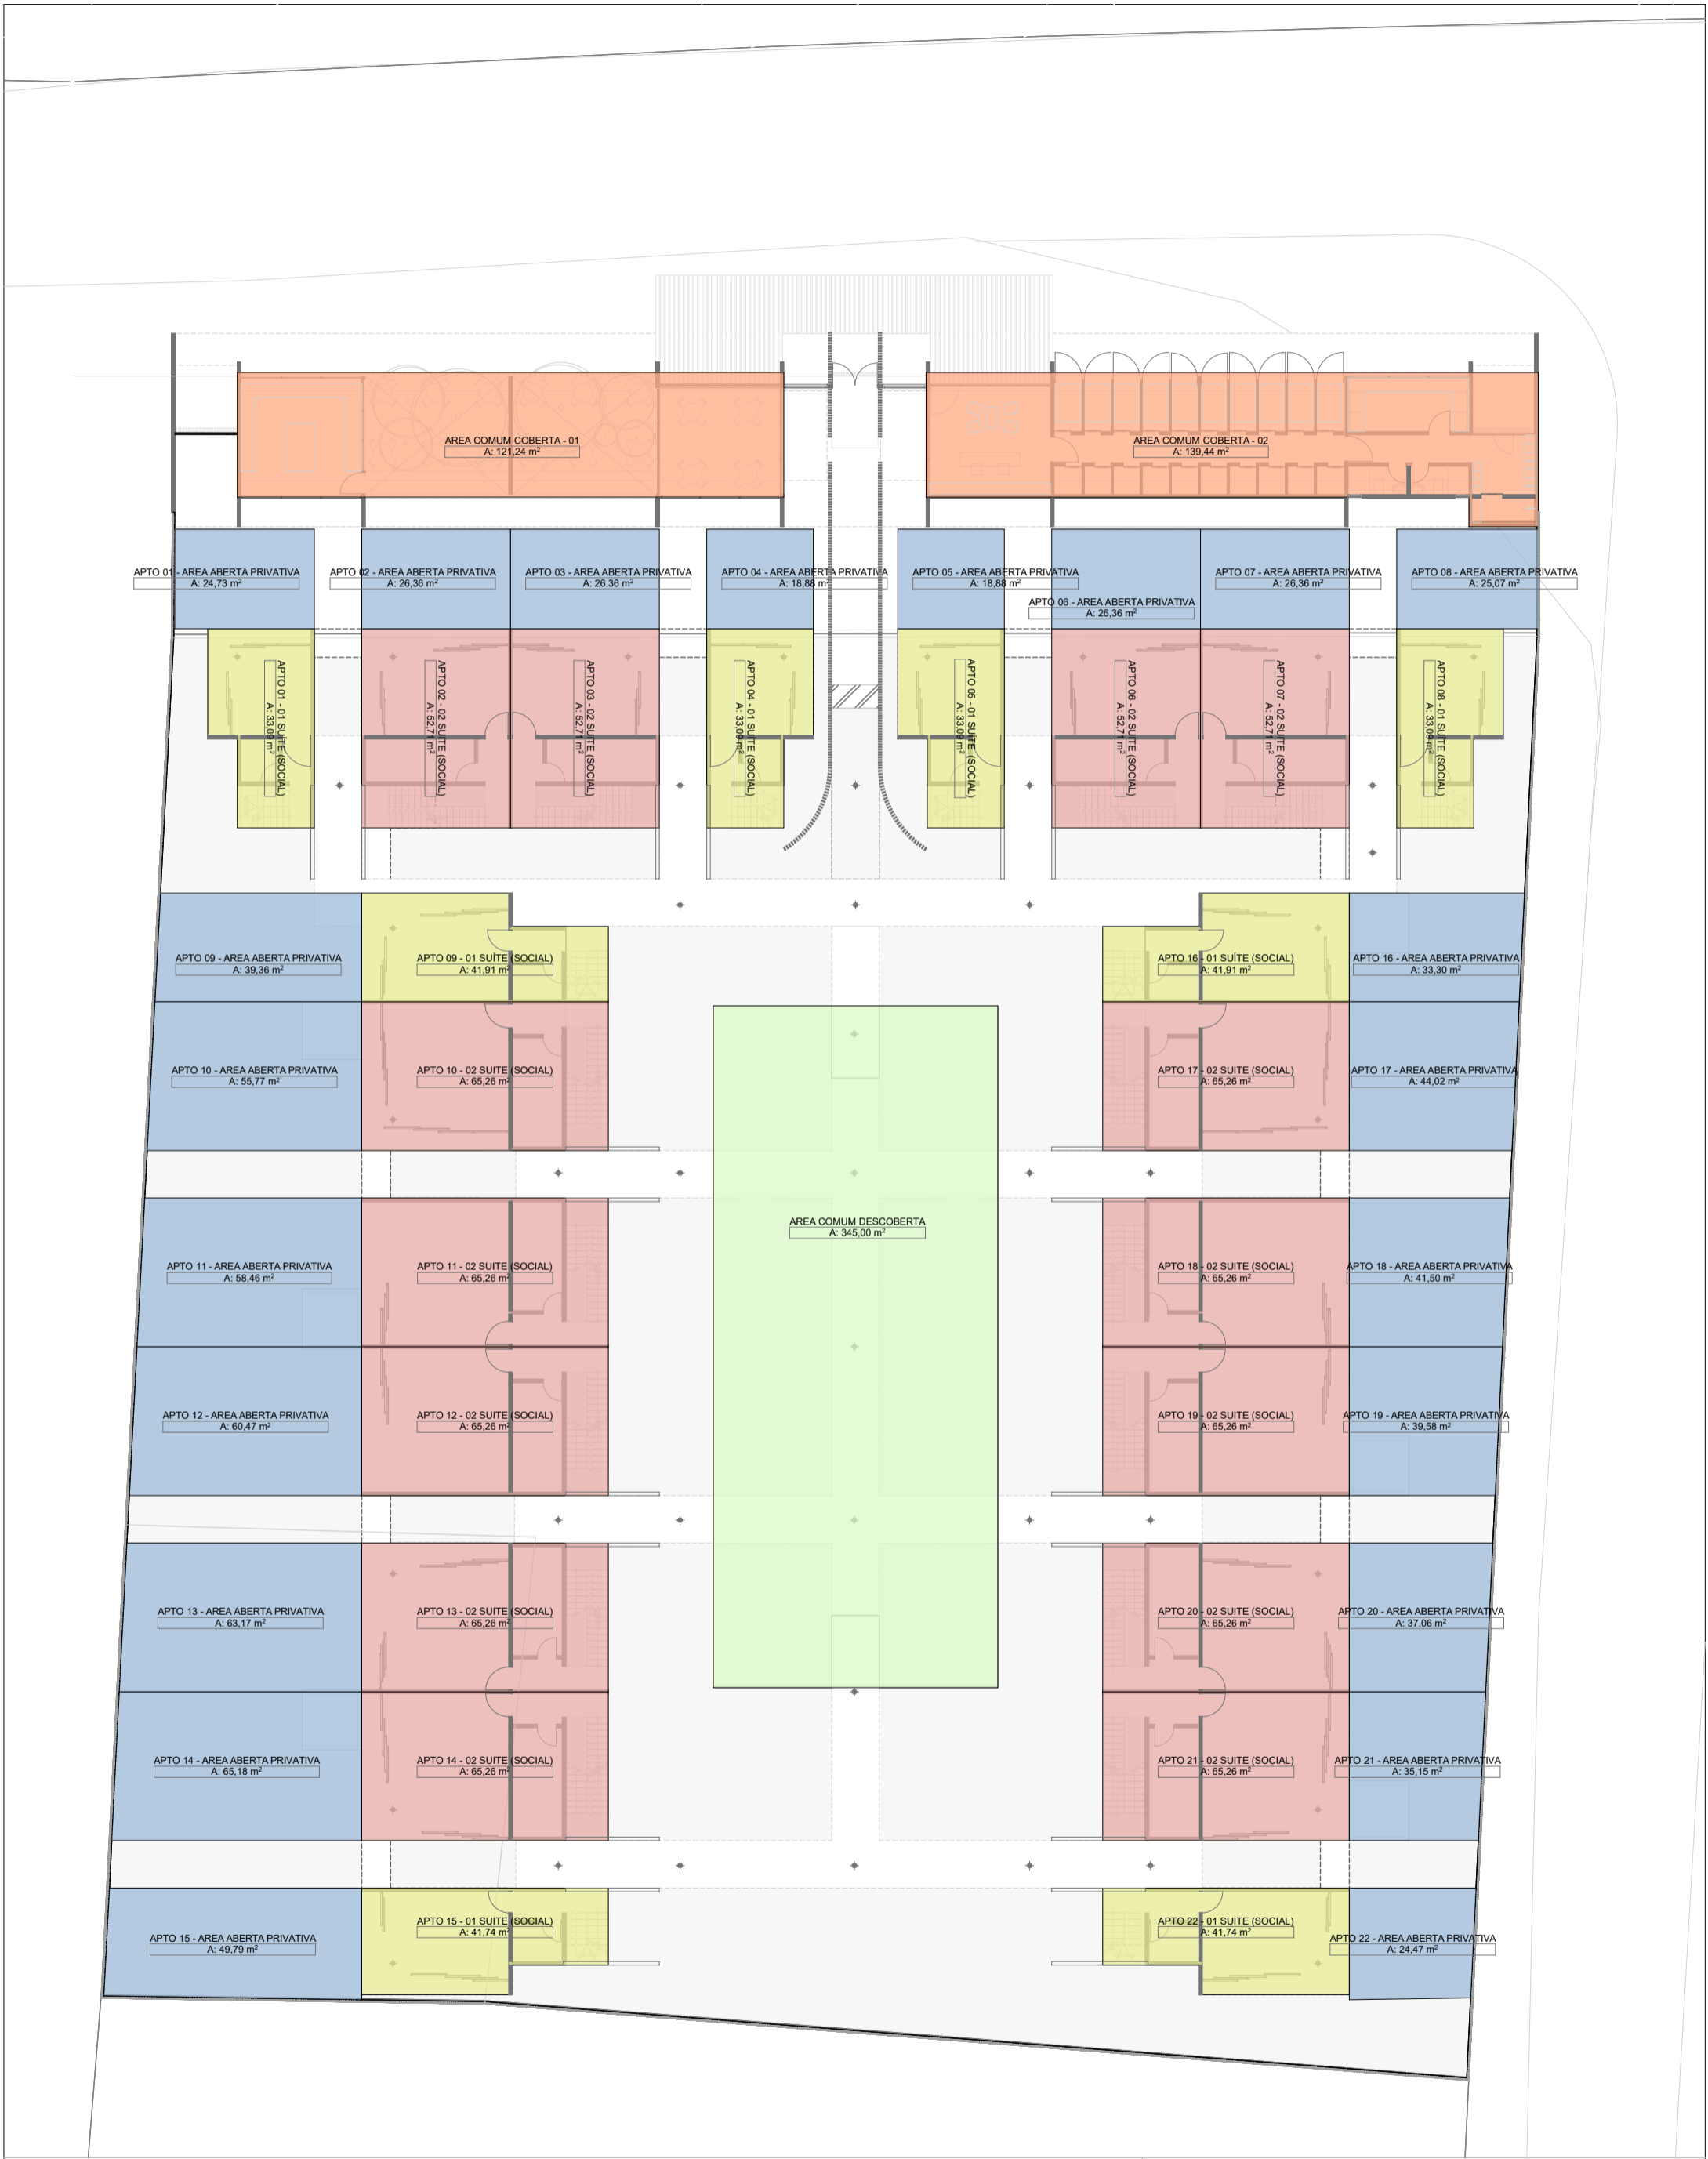 AREA COMUM COBERTA - 01
A: 121,24 m²
AREA COMUM COBERTA - 02
A: 139,44 m²
APTO 01 - AREA ABERTA PRIVATIVA
A: 24,73 m²
APTO 02 - AREA ABERTA PRIVATIVA
A: 26,36 m²
APTO 03 - AREA ABERTA PRIVATIVA
A: 26,36 m²
APTO 04 - AREA ABERTA PRIVATIVA
A: 18,88 m²
APTO 05 - AREA ABERTA PRIVATIVA
A: 18,88 m²
APTO 06 - AREA ABERTA PRIVATIVA
A: 26,36 m²
APTO 07 - AREA ABERTA PRIVATIVA
A: 26,36 m²
APTO 08 - AREA ABERTA PRIVATIVA
A: 25,07 m²
APTO 01 - 01 SUÍTE (SOCIAL)
A: 33,09 m²
APTO 02 - 02 SUITE (SOCIAL)
A: 52,71 m²
APTO 03 - 02 SUITE (SOCIAL)
A: 52,71 m²
APTO 04 - 01 SUITE (SOCIAL)
A: 33,09 m²
APTO 05 - 01 SUÍTE (SOCIAL)
A: 33,09 m²
APTO 06 - 02 SUITE (SOCIAL)
A: 52,71 m²
APTO 07 - 02 SUITE (SOCIAL)
A: 52,71 m²
APTO 08 - 01 SUITE (SOCIAL)
A: 33,09 m²
APTO 09 - AREA ABERTA PRIVATIVA
A: 39,36 m²
APTO 09 - 01 SUÍTE (SOCIAL)
A: 41,91 m²
APTO 16 - 01 SUÍTE (SOCIAL)
A: 41,91 m²
APTO 16 - AREA ABERTA PRIVATIVA
A: 33,30 m²
APTO 10 - AREA ABERTA PRIVATIVA
A: 55,77 m²
APTO 10 - 02 SUITE (SOCIAL)
A: 65,26 m²
APTO 17 - 02 SUITE (SOCIAL)
A: 65,26 m²
APTO 17 - AREA ABERTA PRIVATIVA
A: 44,02 m²
AREA COMUM DESCOBERTA
A: 345,00 m²
APTO 11 - AREA ABERTA PRIVATIVA
A: 58,46 m²
APTO 11 - 02 SUITE (SOCIAL)
A: 65,26 m²
APTO 18 - 02 SUITE (SOCIAL)
A: 65,26 m²
APTO 18 - AREA ABERTA PRIVATIVA
A: 41,50 m²
APTO 12 - AREA ABERTA PRIVATIVA
A: 60,47 m²
APTO 12 - 02 SUITE (SOCIAL)
A: 65,26 m²
APTO 19 - 02 SUITE (SOCIAL)
A: 65,26 m²
APTO 19 - AREA ABERTA PRIVATIVA
A: 39,58 m²
APTO 13 - AREA ABERTA PRIVATIVA
A: 63,17 m²
APTO 13 - 02 SUITE (SOCIAL)
A: 65,26 m²
APTO 20 - 02 SUITE (SOCIAL)
A: 65,26 m²
APTO 20 - AREA ABERTA PRIVATIVA
A: 37,06 m²
APTO 14 - AREA ABERTA PRIVATIVA
A: 65,18 m²
APTO 14 - 02 SUITE (SOCIAL)
A: 65,26 m²
APTO 21 - 02 SUITE (SOCIAL)
A: 65,26 m²
APTO 21 - AREA ABERTA PRIVATIVA
A: 35,15 m²
APTO 15 - AREA ABERTA PRIVATIVA
A: 49,79 m²
APTO 15 - 01 SUITE (SOCIAL)
A: 41,74 m²
APTO 22 - 01 SUITE (SOCIAL)
A: 41,74 m²
APTO 22 - AREA ABERTA PRIVATIVA
A: 24,47 m²